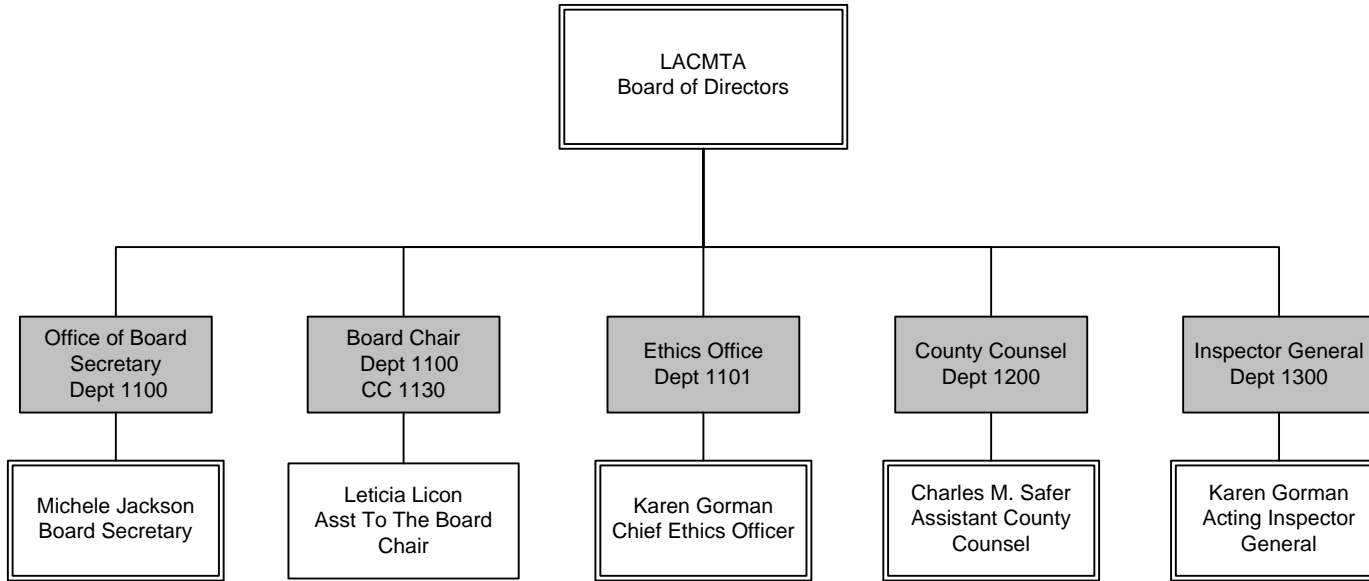 LACMTA
Board of Directors
Office of Board
Secretary
Dept 1100
Board Chair
Dept 1100
CC 1130
Ethics Office
Dept 1101
County Counsel
Dept 1200
Inspector General
Dept 1300
Michele Jackson
Board Secretary
Leticia Licon
Asst To The Board
Chair
Karen Gorman
Chief Ethics Officer
Charles M. Safer
Assistant County
Counsel
Karen Gorman
Acting Inspector
General